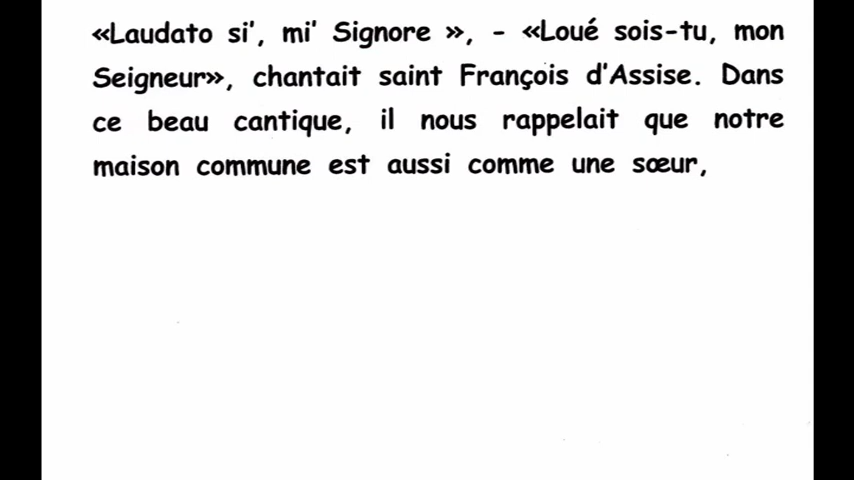 «Laudato si’, mi’ Signore », - «Loué sois-tu, mon
Seigneur», chantait saint François d’Assise. Dans
ce beau cantique, il nous rappelait que notre
maison commune est aussi comme une sœur,